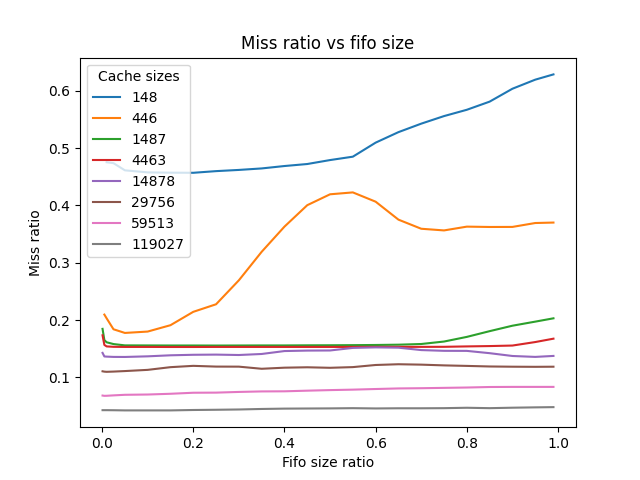 Miss ratio vs fifo size
Cache sizes
148
446
1487
4463
14878
29756
59513
119027
0.6
0.5
0.4
0.3
0.2
0.1
Miss ratio
0.0 0.2 0.4 0.6 0.8 1.0
Fifo size ratio